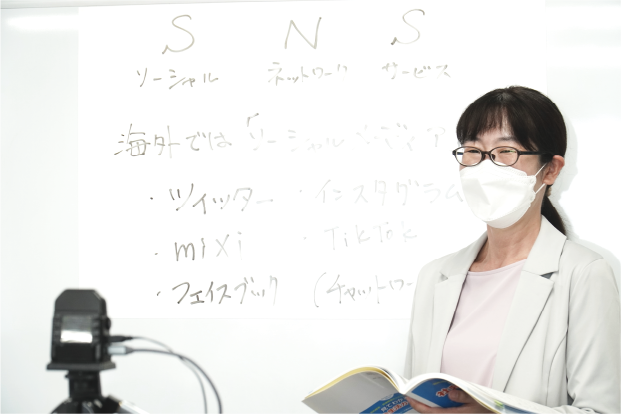 S N S
ソーシャル ネットワーク サービス
海外では「ソーシャルメディア
・ツイッター ・インスタグラム
・mixi ・TikTok
・フェイスブック (チャットワー